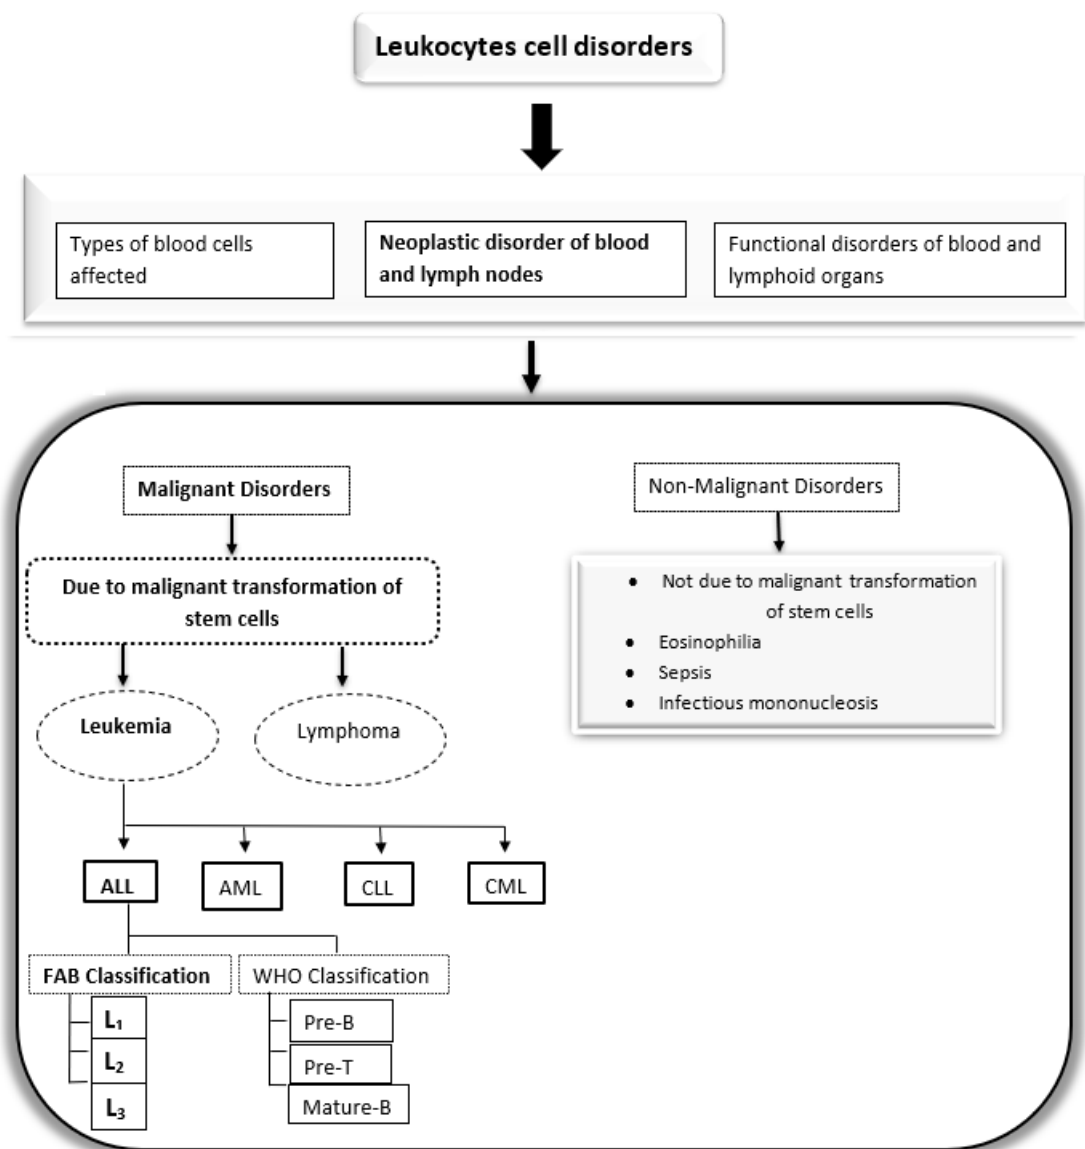 Leukocytes cell disorders
Types of blood cells
affected
Neoplastic disorder of blood
and lymph nodes
Functional disorders of blood and
lymphoid organs
Malignant Disorders
Non-Malignant Disorders
Due to malignant transformation of
stem cells
• Not due to malignant transformation
of stem cells
• Eosinophilia
• Sepsis
• Infectious mononucleosis
Leukemia
Lymphoma
ALL
AML
CLL
CML
FAB Classification
WHO Classification
L₁
L₂
L₃
Pre-B
Pre-T
Mature-B